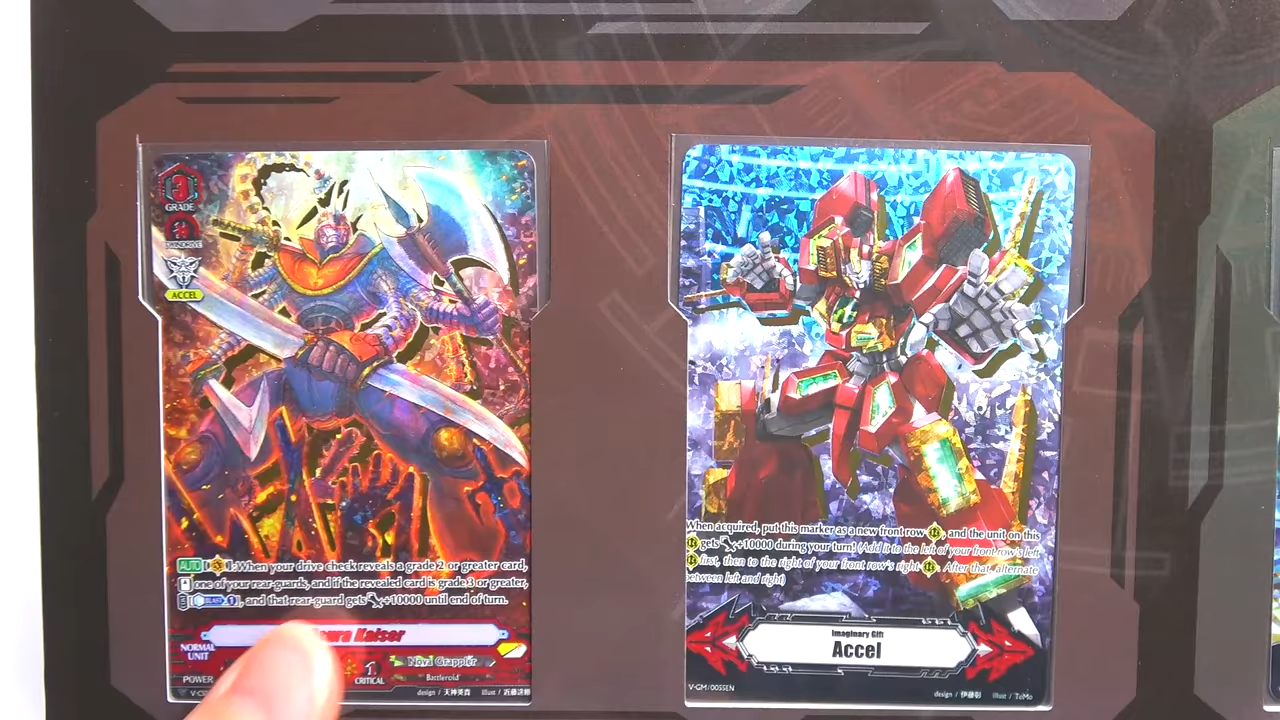 GRADE
ACCEL
AUTO :When your drive check reveals a grade 2 or greater card,
one of your rear-guards, and if the revealed card is grade 3 or greater,
, and that rear-guard gets +10000 until end of turn.
Kaiser
NORMAL
UNIT
Nova Grappler
POWER
1
CRITICAL
Battleroid
design / 天神英貴 illust / 近藤達弥
When acquired, put this marker as a new front row , and the unit on this
gets +10000 during your turn! (Add it to the left of your front row's left
first, then to the right of your front row's right . After that, alternate
between left and right)
Imaginary Gift
Accel
V-GM/0055EN
design / 伊藤彰 illust / ToMo